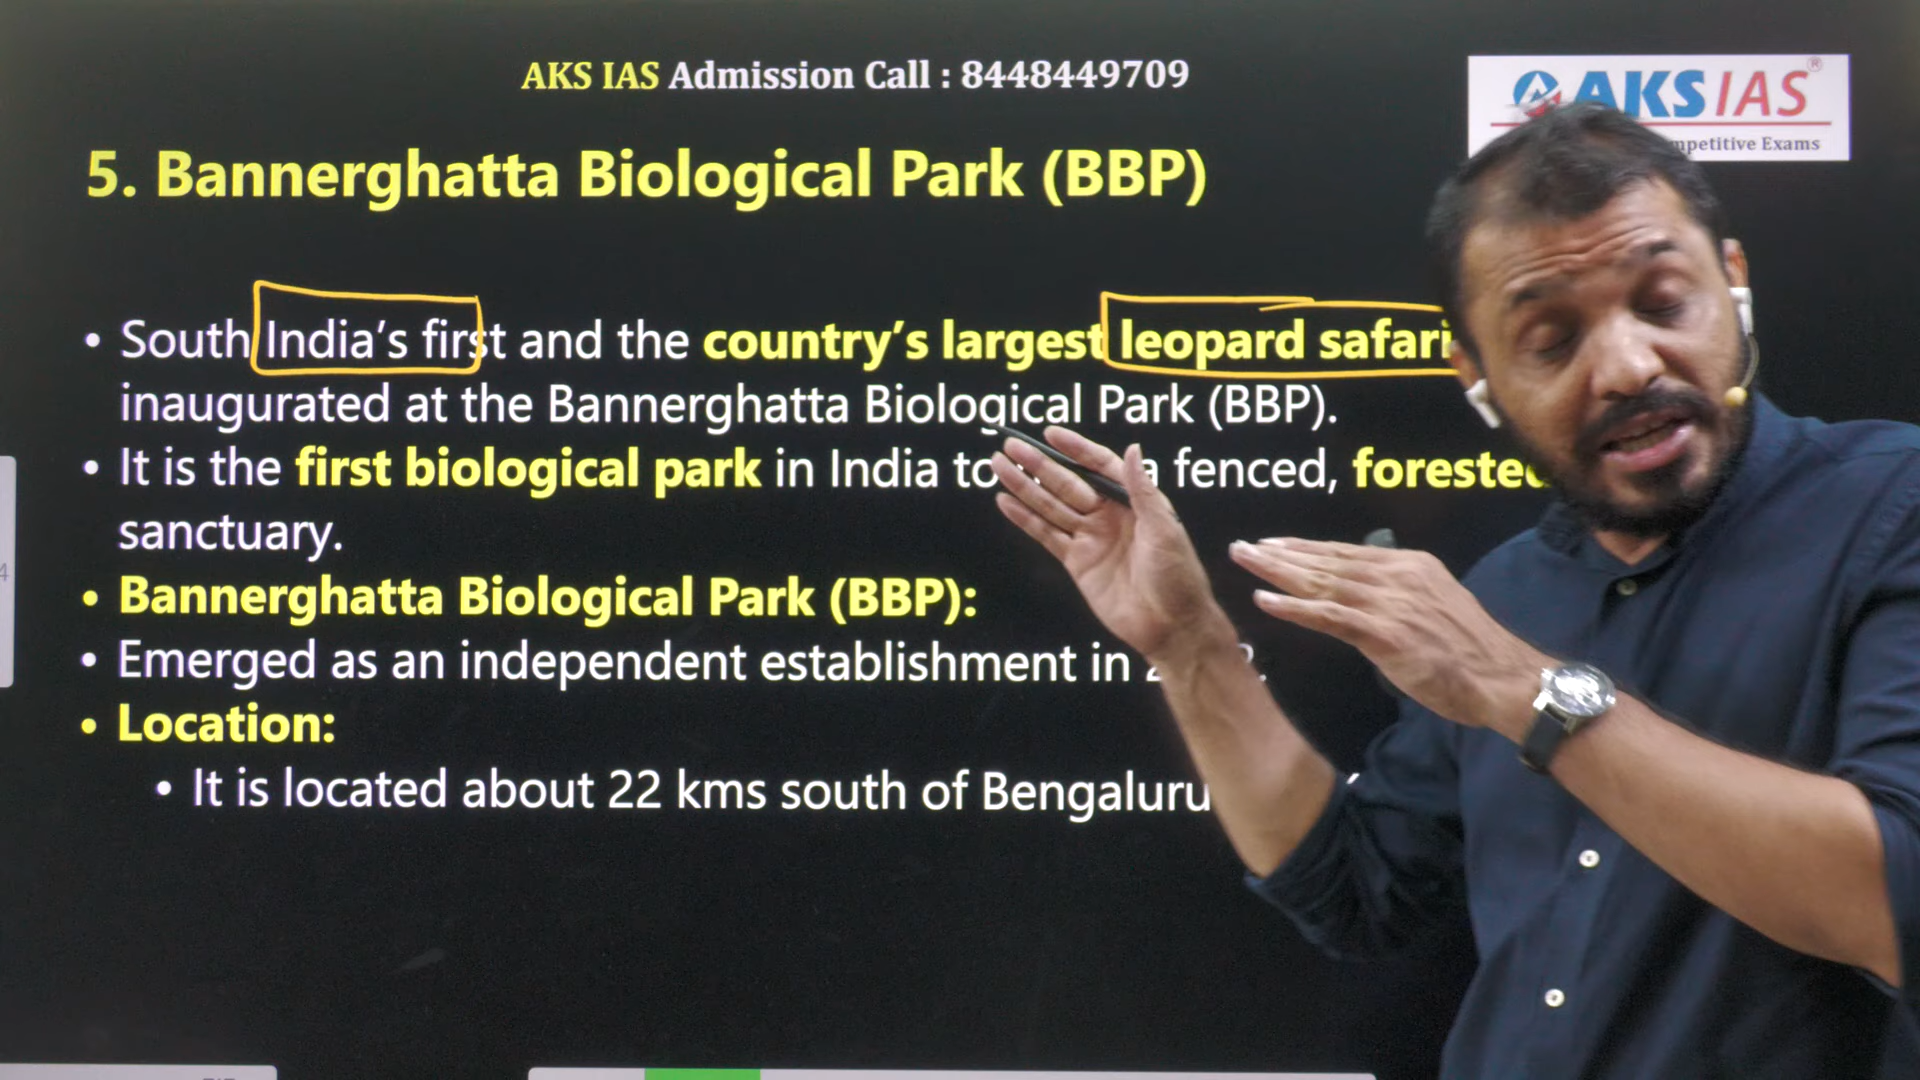 AKS IAS Admission Call : 8448449709
AKS IAS®
mpetitive Exams
5. Bannerghatta Biological Park (BBP)
• South India's first and the country's largest leopard safari
inaugurated at the Bannerghatta Biological Park (BBP).
• It is the first biological park in India to a fenced, forested
sanctuary.
• Bannerghatta Biological Park (BBP):
• Emerged as an independent establishment in
• Location:
• It is located about 22 kms south of Bengaluru
4